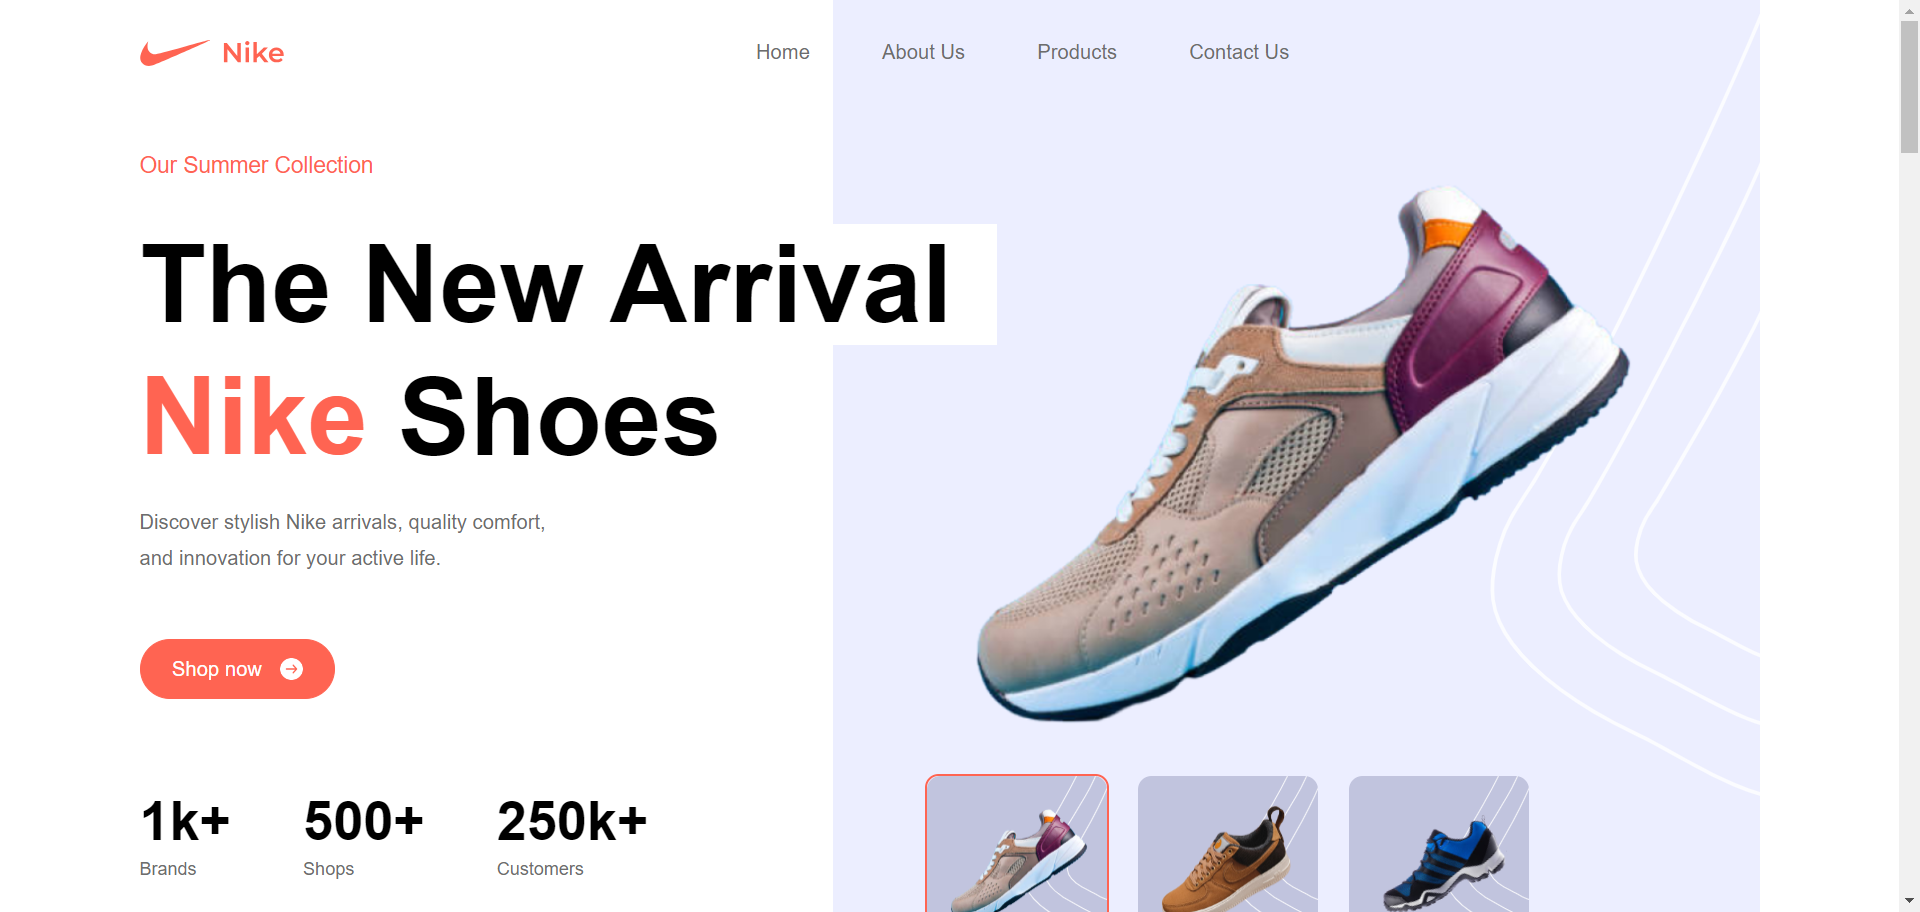 Nike
Home
About Us
Products
Contact Us
Our Summer Collection
The New Arrival
Nike Shoes
Discover stylish Nike arrivals, quality comfort,
and innovation for your active life.
Shop now
1k+
500+
250k+
Brands
Shops
Customers